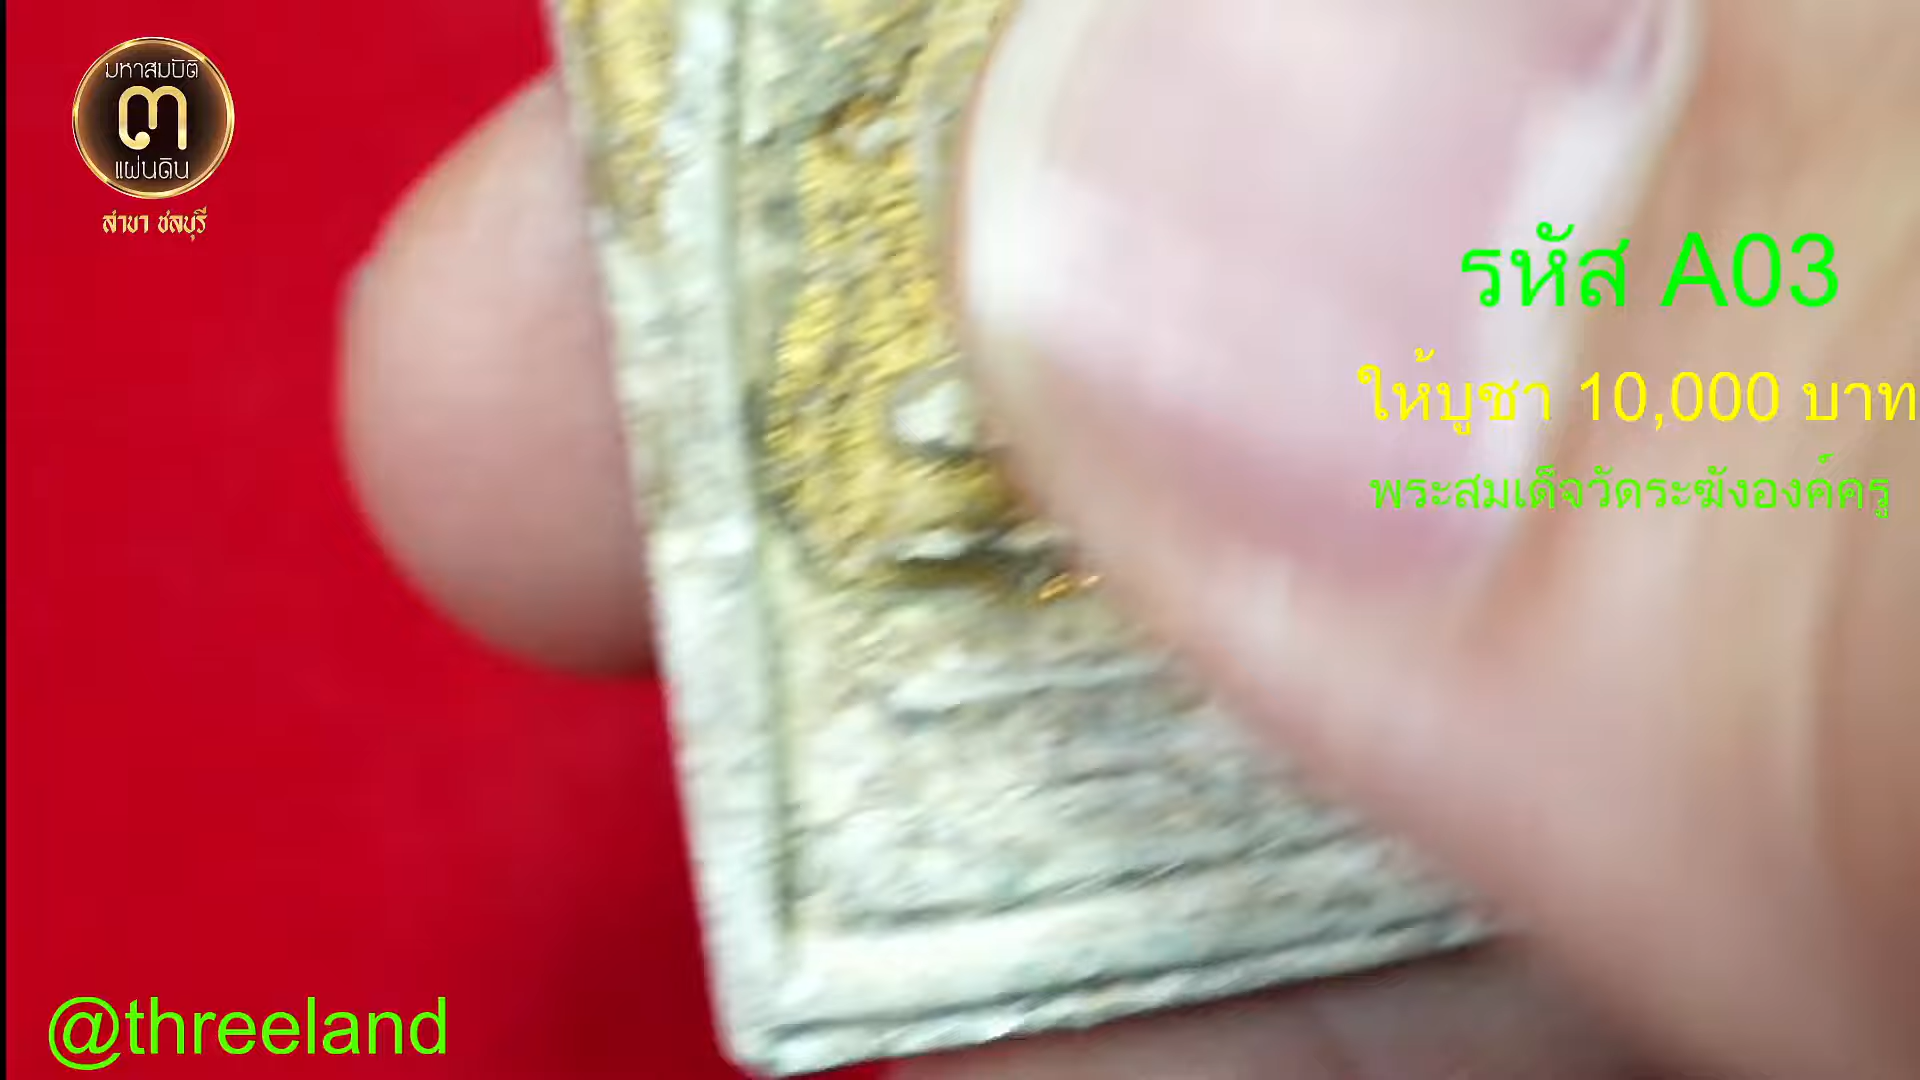 มหาสมบัติ
๓
แผ่นดิน
สาขา ชลบุรี
รหัส A03
ให้บูชา 10,000 บาท
พระสมเด็จวัดระฆังองค์ครู
@threeland